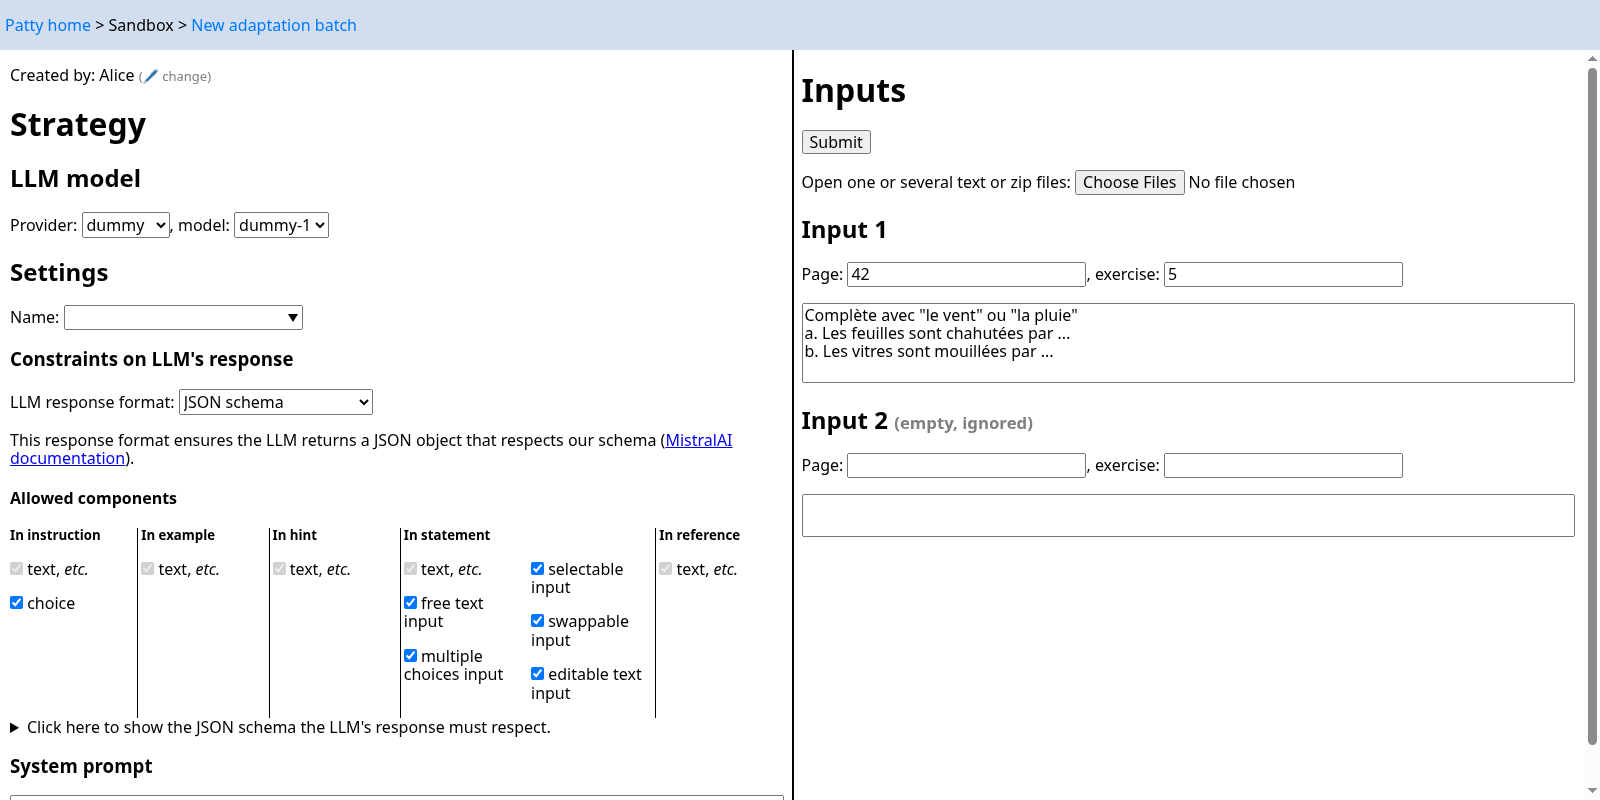 Patty home > Sandbox > New adaptation batch
Created by: Alice (🖊️ change)
Strategy
LLM model
Provider: dummy, model: dummy-1
Settings
Name:
Constraints on LLM's response
LLM response format: JSON schema
This response format ensures the LLM returns a JSON object that respects our schema (MistralAI
documentation).
Allowed components
In instruction
text, etc.
choice
In example
text, etc.
In hint
text, etc.
In statement
text, etc.
free text
input
multiple
choices input
selectable
input
swappable
input
editable text
input
In reference
text, etc.
Click here to show the JSON schema the LLM's response must respect.
System prompt
Inputs
Submit
Open one or several text or zip files: Choose Files No file chosen
Input 1
Page: 42, exercise: 5
Complète avec "le vent" ou "la pluie"
a. Les feuilles sont chahutées par ...
b. Les vitres sont mouillées par ...
Input 2 (empty, ignored)
Page: , exercise: